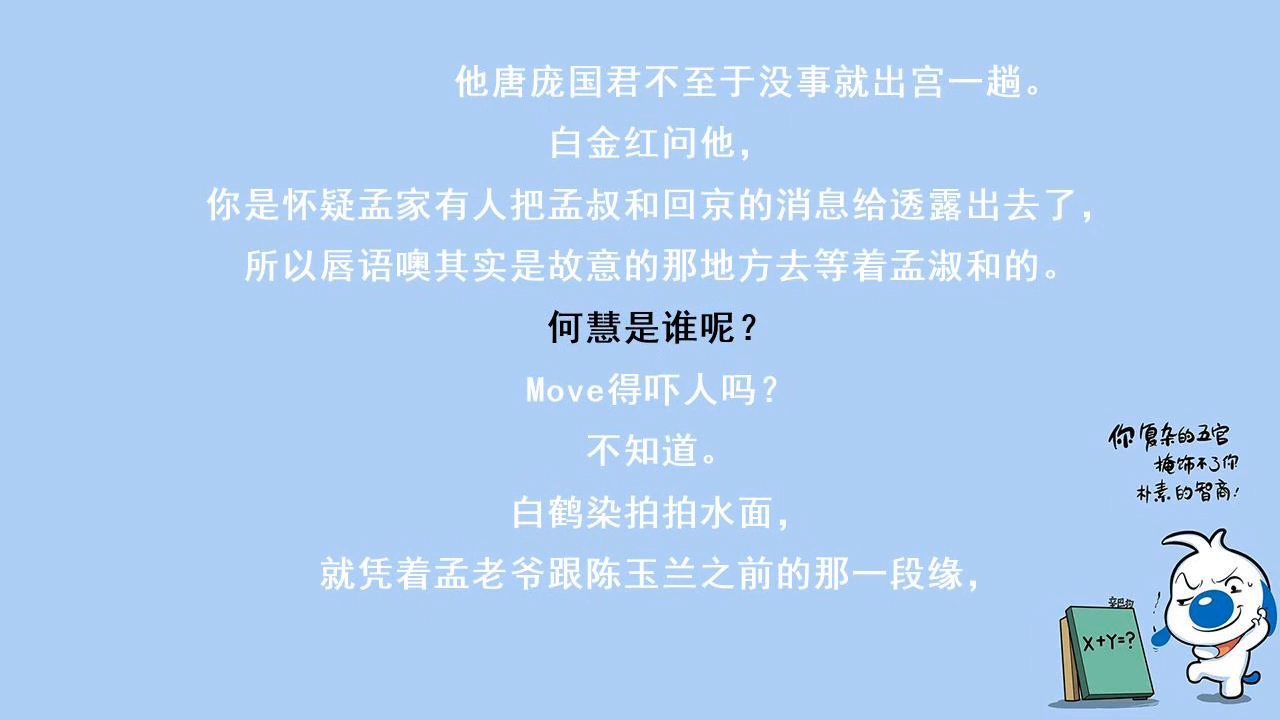 他唐庞国君不至于没事就出宫一趟。
白金红问他，
你是怀疑孟家有人把孟叔和回京的消息给透露出去了，
所以唇语噢其实是故意的那地方去等着孟淑和的。
何慧是谁呢？
Move得吓人吗？
不知道。
白鹤染拍拍水面，
就凭着孟老爷跟陈玉兰之前的那一段缘，
你复杂的五官
掩饰不了你
朴素的智商！
辛巴狗
X+Y=?